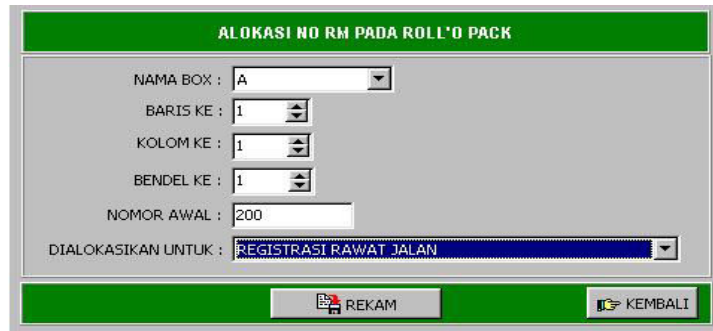 ALOKASI NO RM PADA ROLL'O PACK
NAMA BOX : A
BARIS KE : 1
KOLOM KE : 1
BENDEL KE : 1
NOMOR AWAL : 200
DIALOKASIKAN UNTUK : REGISTRASI RAWAT JALAN
REKAM KEMBALI